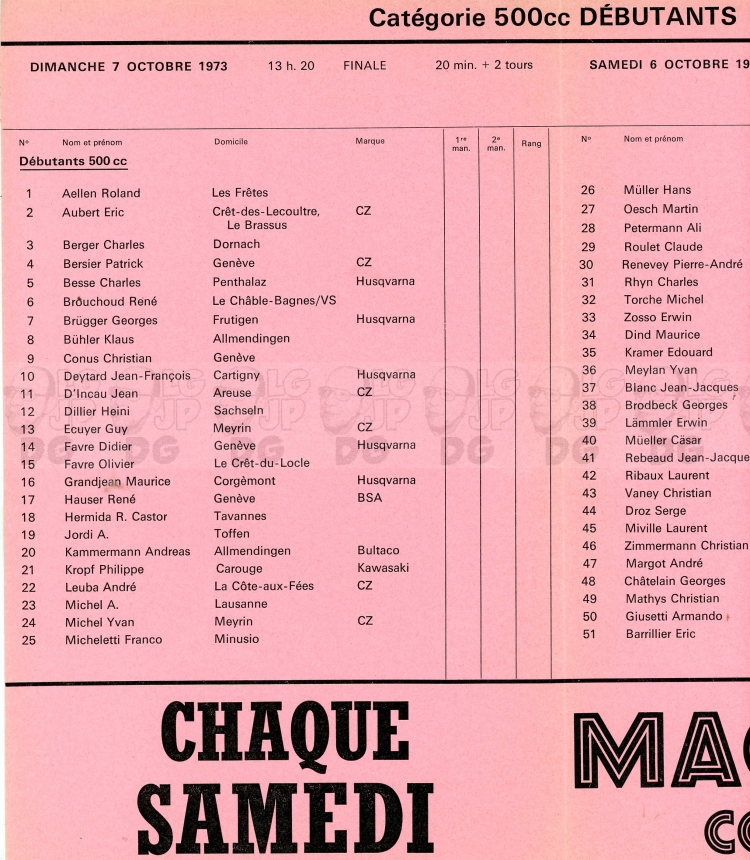 Catégorie 500cc DÉBUTANTS
DIMANCHE 7 OCTOBRE 1973 13 h. 20 FINALE 20 min. + 2 tours
Nº Nom et prénom Domicile Marque 1re man. 2e man. Rang
Débutants 500 cc
1 Aellen Roland Les Frêtes
2 Aubert Eric Crêt-des-Lecoultre, CZ
Le Brassus
3 Berger Charles Dornach
4 Bersier Patrick Genève CZ
5 Besse Charles Penthalaz Husqvarna
6 Brouchoud René Le Châble-Bagnes/VS
7 Brügger Georges Frutigen Husqvarna
8 Bühler Klaus Allmendingen
9 Conus Christian Genève
10 Deytard Jean-François Cartigny Husqvarna
11 D'Incau Jean Areuse CZ
12 Dillier Heini Sachseln
13 Ecuyer Guy Meyrin CZ
14 Favre Didier Genève Husqvarna
15 Favre Olivier Le Crêt-du-Locle
16 Grandjean Maurice Corgèmont Husqvarna
17 Hauser René Genève BSA
18 Hermida R. Castor Tavannes
19 Jordi A. Toffen
20 Kammermann Andreas Allmendingen Bultaco
21 Kropf Philippe Carouge Kawasaki
22 Leuba André La Côte-aux-Fées CZ
23 Michel A. Lausanne
24 Michel Yvan Meyrin CZ
25 Micheletti Franco Minusio
SAMEDI 6 OCTOBRE 19
Nº Nom et prénom
26 Müller Hans
27 Oesch Martin
28 Petermann Ali
29 Roulet Claude
30 Renevey Pierre-André
31 Rhyn Charles
32 Torche Michel
33 Zosso Erwin
34 Dind Maurice
35 Kramer Edouard
36 Meylan Yvan
37 Blanc Jean-Jacques
38 Brodbeck Georges
39 Lämmler Erwin
40 Müeller Cäsar
41 Rebeaud Jean-Jacque
42 Ribaux Laurent
43 Vaney Christian
44 Droz Serge
45 Miville Laurent
46 Zimmermann Christian
47 Margot André
48 Châtelain Georges
49 Mathys Christian
50 Giusetti Armando
51 Barrillier Eric
CHAQUE
SAMEDI
LG JP DG